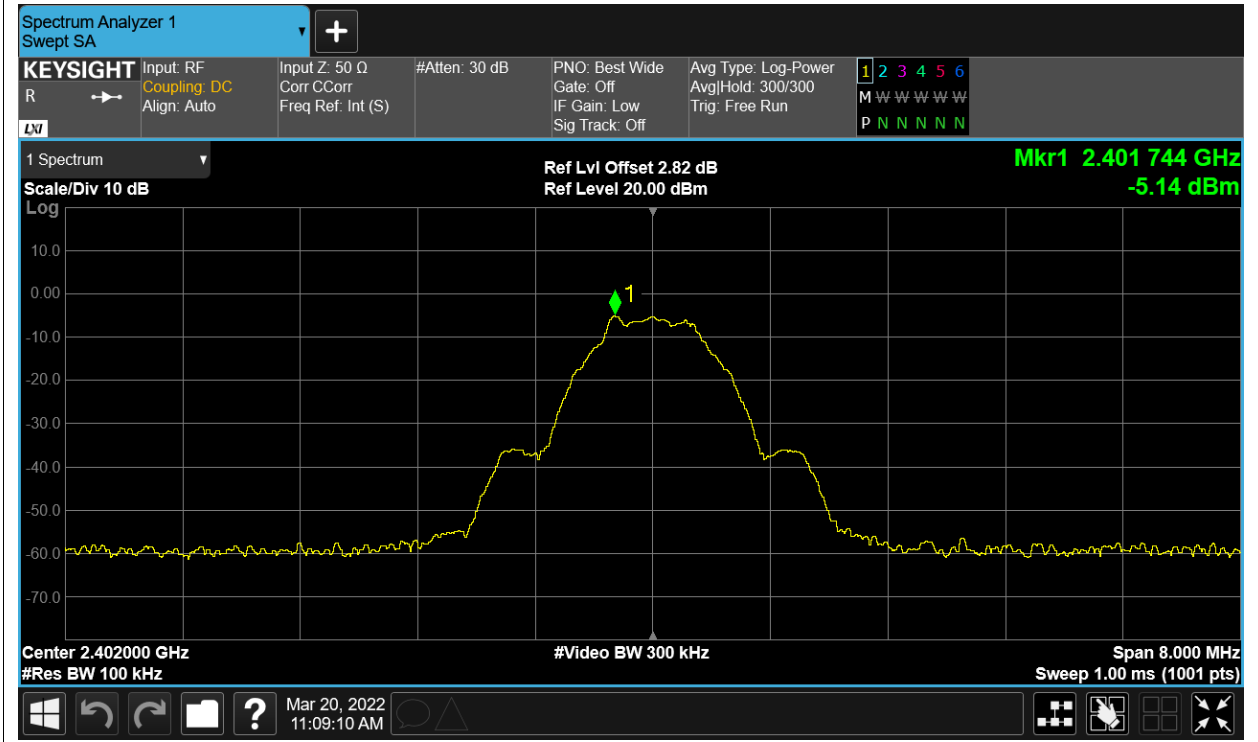 Spectrum Analyzer 1
Swept SA
KEYSIGHT
R
LXI
Input: RF
Coupling: DC
Align: Auto
Input Z: 50 Ω
Corr CCorr
Freq Ref: Int (S)
#Atten: 30 dB
PNO: Best Wide
Gate: Off
IF Gain: Low
Sig Track: Off
Avg Type: Log-Power
Avg|Hold: 300/300
Trig: Free Run
1 2 3 4 5 6
M W W W W W
P N N N N N
1 Spectrum
Scale/Div 10 dB
Log
Ref Lvl Offset 2.82 dB
Ref Level 20.00 dBm
Mkr1 2.401 744 GHz
-5.14 dBm
1
10.0
0.00
-10.0
-20.0
-30.0
-40.0
-50.0
-60.0
-70.0
Center 2.402000 GHz
#Res BW 100 kHz
#Video BW 300 kHz
Span 8.000 MHz
Sweep 1.00 ms (1001 pts)
?
Mar 20, 2022
11:09:10 AM